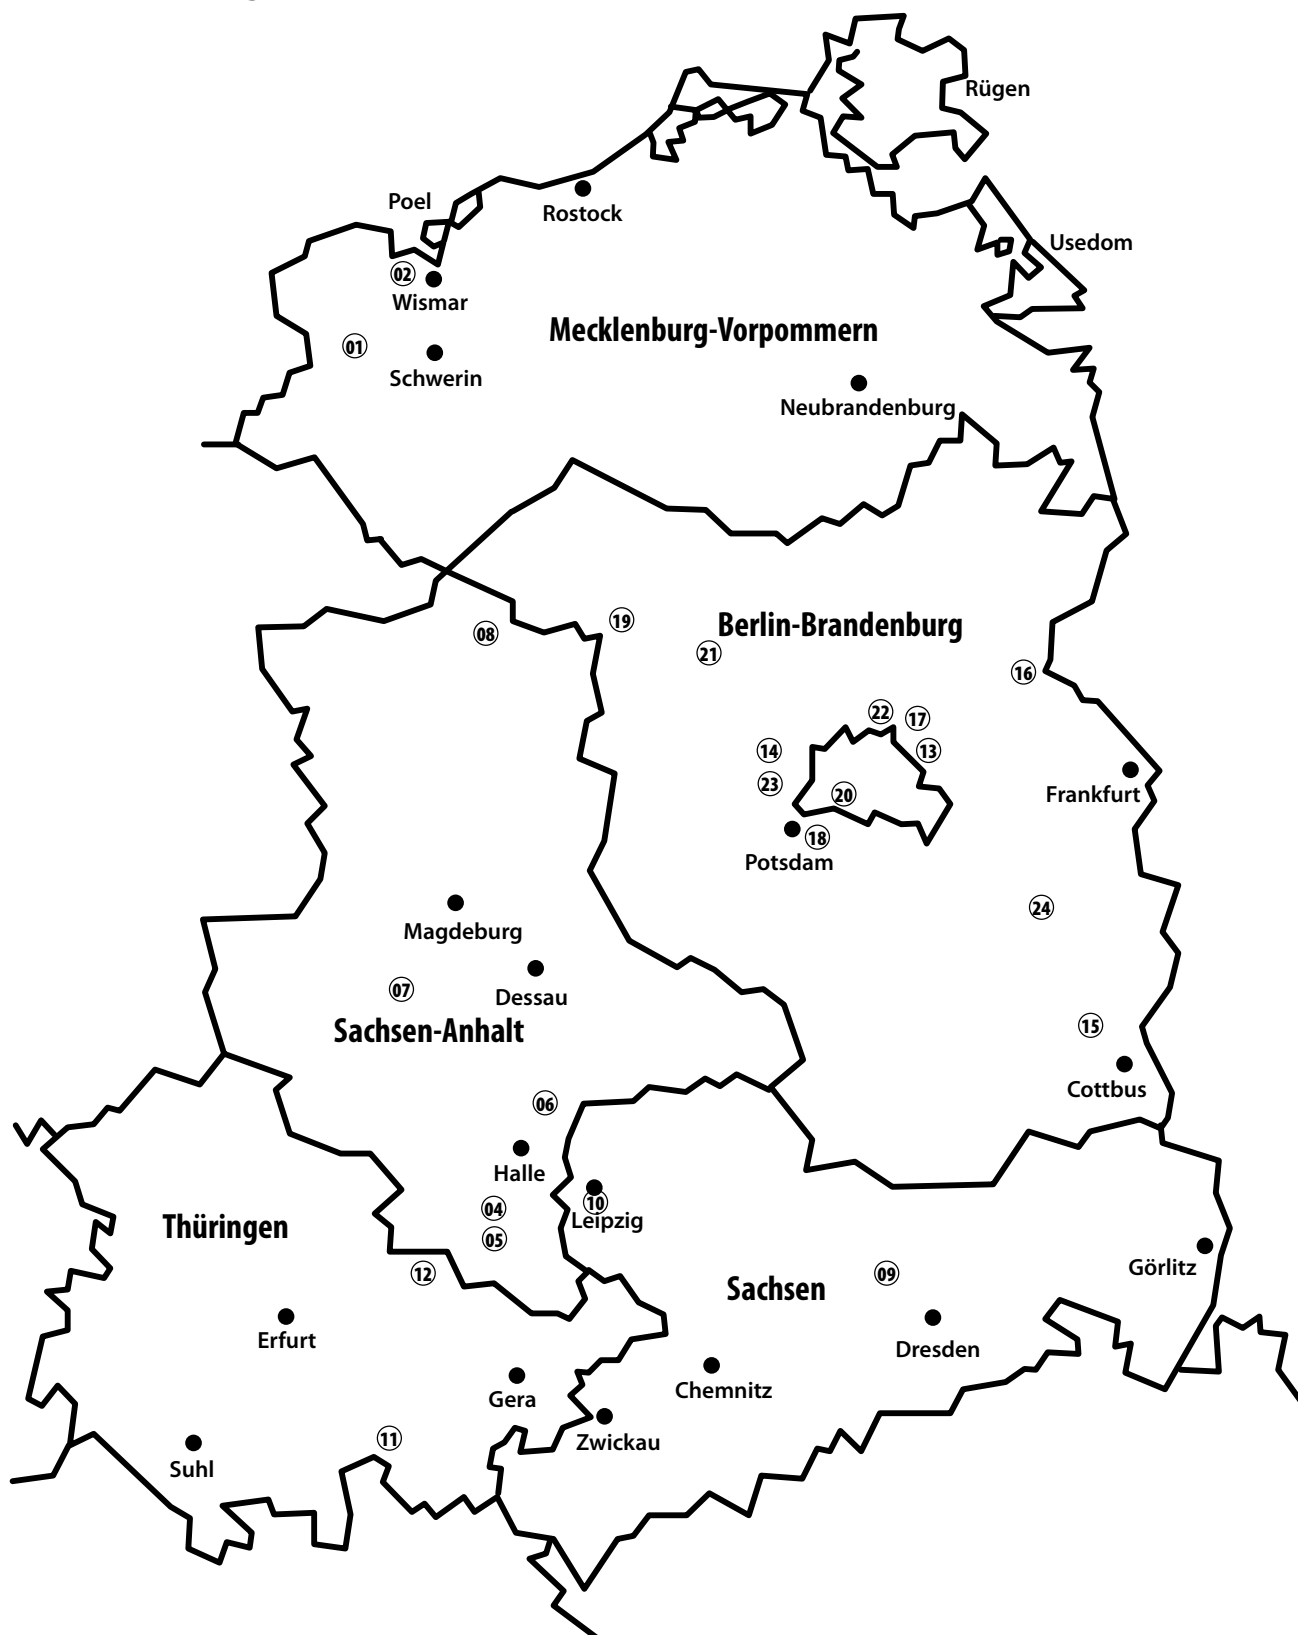 Rügen
Poel
Rostock
Usedom
02
Wismar
Mecklenburg-Vorpommern
01
Schwerin
Neubrandenburg
19
08
Berlin-Brandenburg
21
16
22
17
14
13
23
20
Frankfurt
18
Potsdam
24
Magdeburg
07
Dessau
Sachsen-Anhalt
15
Cottbus
06
Halle
04
10
Leipzig
Thüringen
05
12
09
Görlitz
Sachsen
Erfurt
Dresden
Gera
Chemnitz
11
Zwickau
Suhl